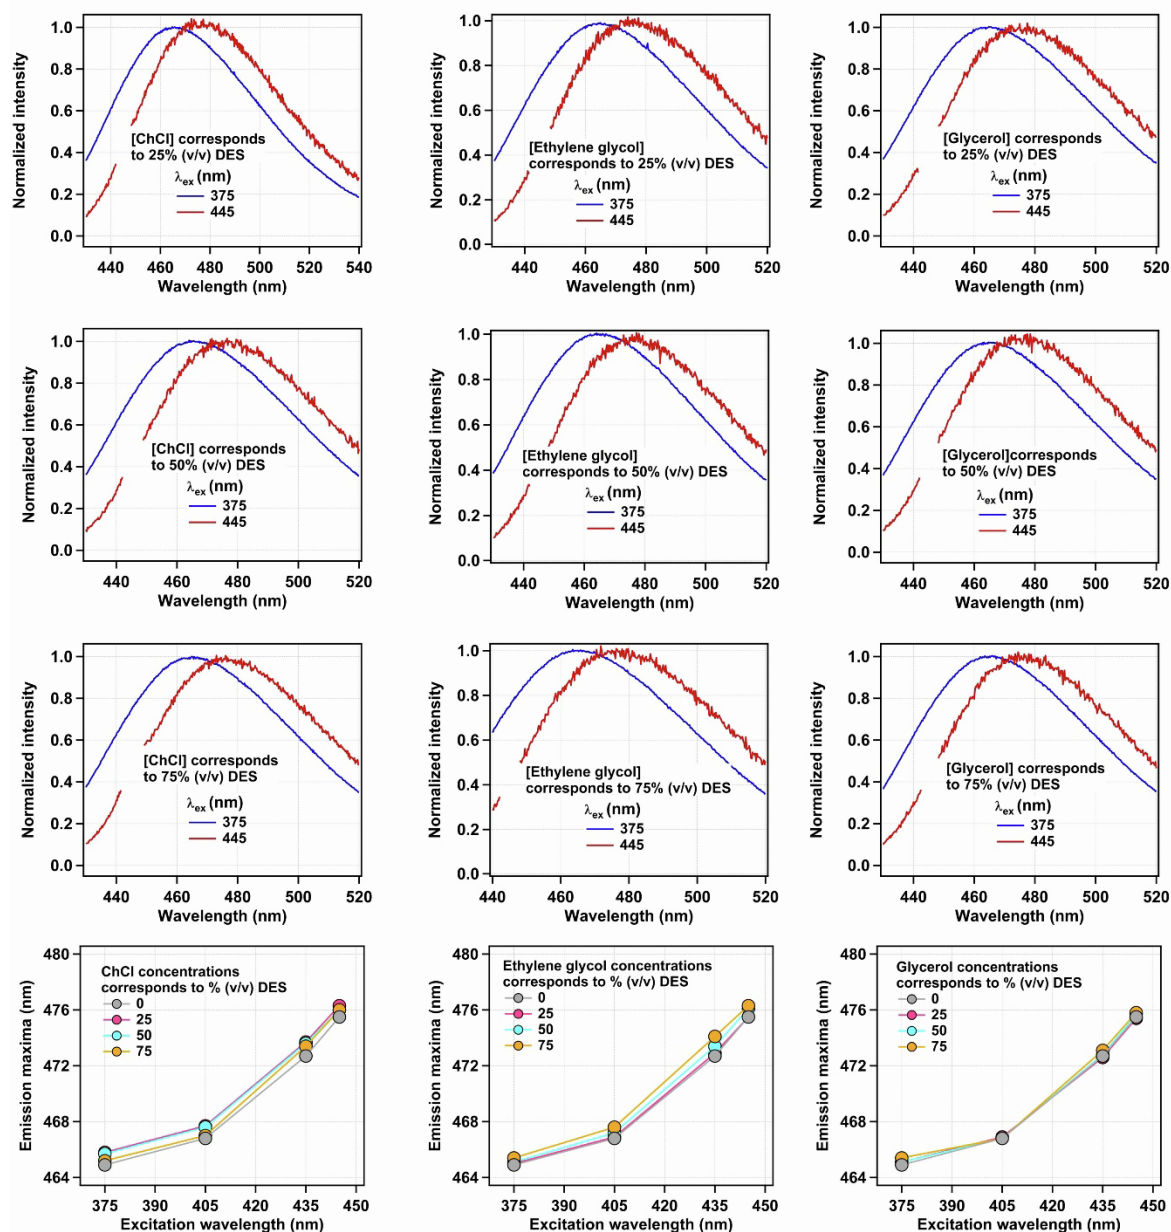 Normalized intensity
1.0
0.8
0.6
0.4
0.2
0.0
[ChCl] corresponds
to 25% (v/v) DES
λex (nm)
375
445
440 460 480 500 520 540
Wavelength (nm)
Normalized intensity
1.0
0.8
0.6
0.4
0.2
0.0
[Ethylene glycol]
corresponds to 25% (v/v) DES
λex (nm)
375
445
440 460 480 500 520
Wavelength (nm)
Normalized intensity
1.0
0.8
0.6
0.4
0.2
0.0
[Glycerol] corresponds
to 25% (v/v) DES
λex (nm)
375
445
440 460 480 500 520
Wavelength (nm)
Normalized intensity
1.0
0.8
0.6
0.4
0.2
0.0
[ChCl] corresponds
to 50% (v/v) DES
λex (nm)
375
445
440 460 480 500 520
Wavelength (nm)
Normalized intensity
1.0
0.8
0.6
0.4
0.2
0.0
[Ethylene glycol]
corresponds to 50% (v/v) DES
λex (nm)
375
445
440 460 480 500 520
Wavelength (nm)
Normalized intensity
1.0
0.8
0.6
0.4
0.2
0.0
[Glycerol]corresponds
to 50% (v/v) DES
λex (nm)
375
445
440 460 480 500 520
Wavelength (nm)
Normalized intensity
1.0
0.8
0.6
0.4
0.2
0.0
[ChCl] corresponds
to 75% (v/v) DES
λex (nm)
375
445
440 460 480 500 520
Wavelength (nm)
Normalized intensity
1.0
0.8
0.6
0.4
0.2
0.0
[Ethylene glycol]
corresponds to 75% (v/v) DES
λex (nm)
375
445
440 460 480 500 520
Wavelength (nm)
Normalized intensity
1.0
0.8
0.6
0.4
0.2
0.0
[Glycerol] corresponds
to 75% (v/v) DES
λex (nm)
375
445
440 460 480 500 520
Wavelength (nm)
Emission maxima (nm)
480
476
472
468
464
ChCl concentrations
corresponds to % (v/v) DES
0
25
50
75
375 390 405 420 435 450
Excitation wavelength (nm)
Emission maxima (nm)
480
476
472
468
464
Ethylene glycol concentrations
corresponds to % (v/v) DES
0
25
50
75
375 390 405 420 435 450
Excitation wavelength (nm)
Emission maxima (nm)
480
476
472
468
464
Glycerol concentrations
corresponds to % (v/v) DES
0
25
50
75
375 390 405 420 435 450
Excitation wavelength (nm)